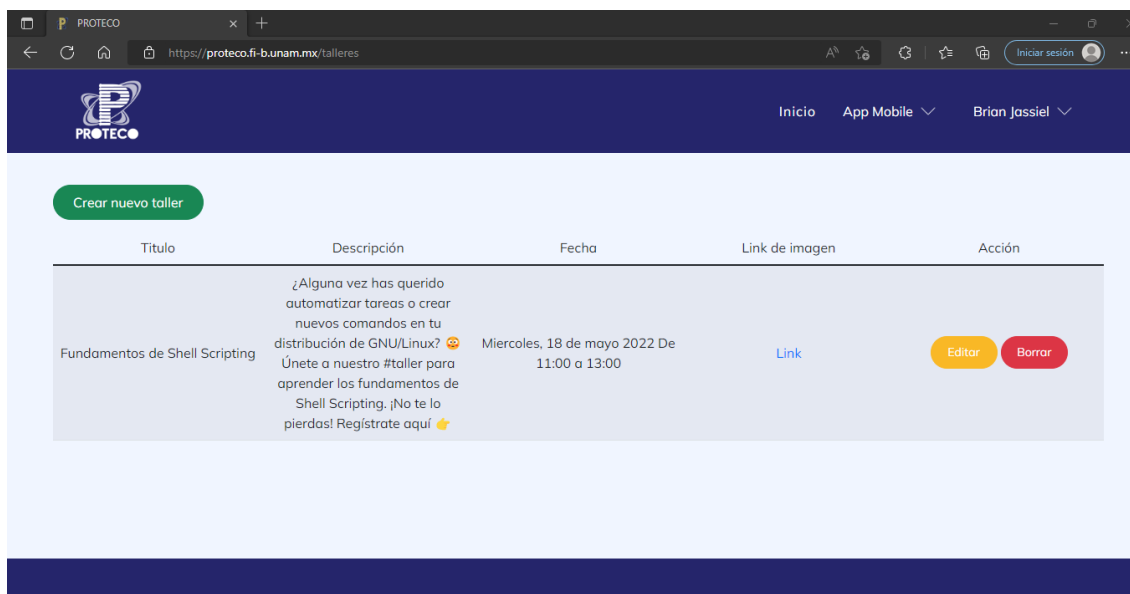 PROTECO
https://proteco.fi-b.unam.mx/talleres
Iniciar sesión
PROTECO
Inicio App Mobile Brian Jassiel
Crear nuevo taller
Titulo Descripción Fecha Link de imagen Acción
Fundamentos de Shell Scripting
¿Alguna vez has querido
automatizar tareas o crear
nuevos comandos en tu
distribución de GNU/Linux? 😳
Únete a nuestro #taller para
aprender los fundamentos de
Shell Scripting. ¡No te lo
pierdas! Regístrate aquí 👉
Miercoles, 18 de mayo 2022 De
11:00 a 13:00
Link
Editar Borrar